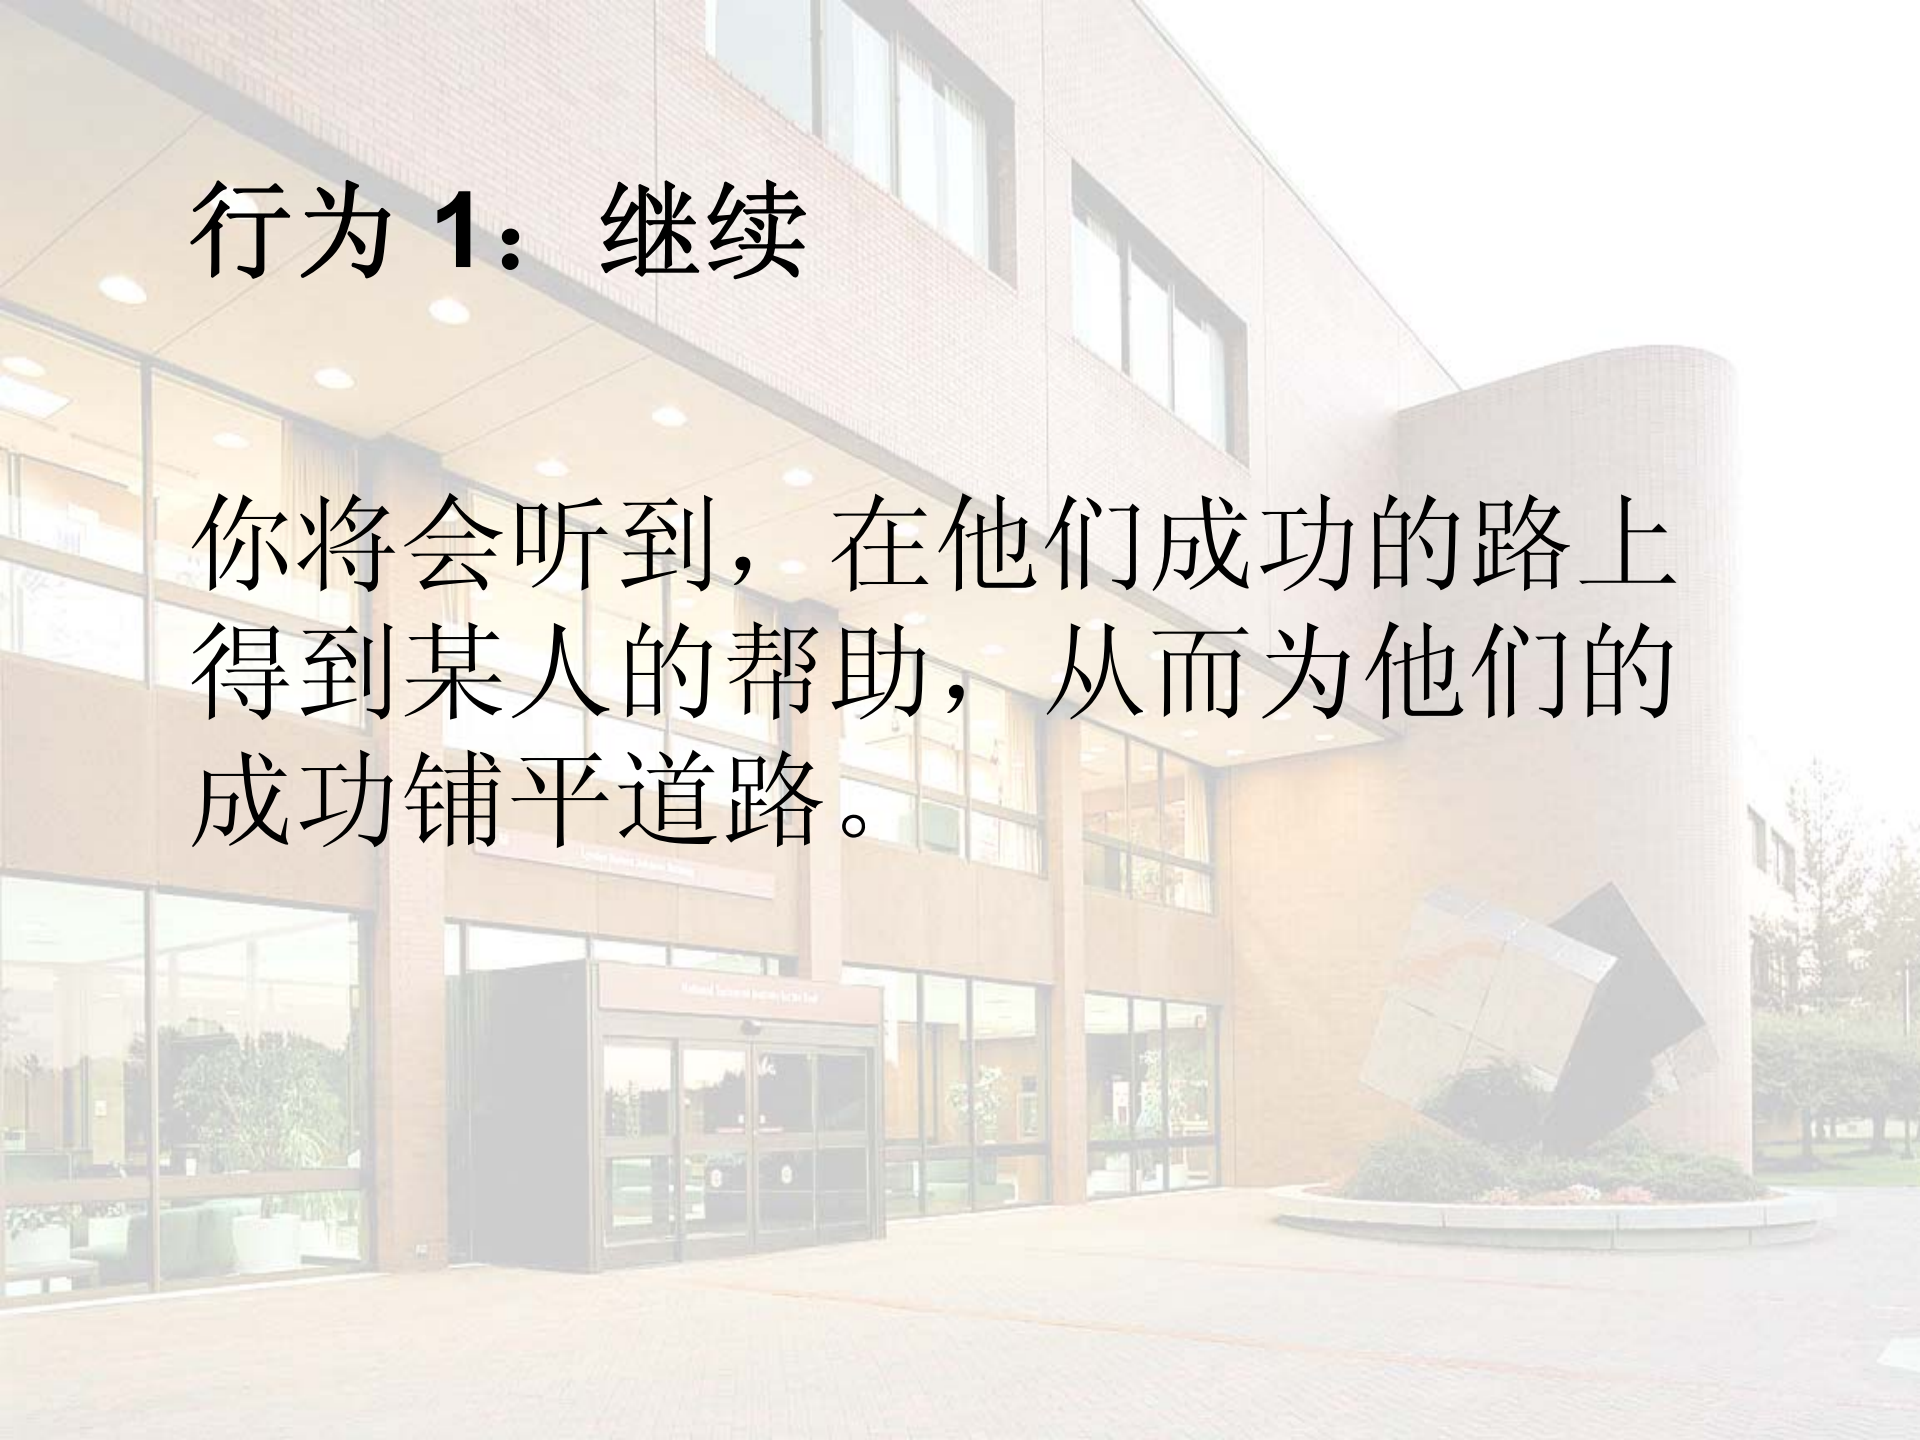 行为 1：继续
你将会听到，在他们成功的路上
得到某人的帮助，从而为他们的
成功铺平道路。